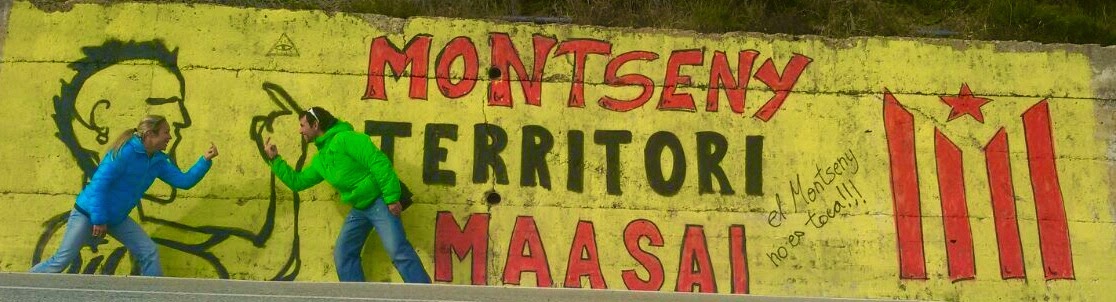 MONTSENY
TERRITORI
MAASAI
el Montseny
no es toca!!!